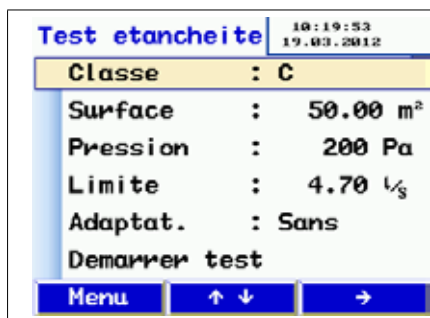 Test etancheite 10:19:53
19.03.2012
Classe : C
Surface : 50.00 m²
Pression : 200 Pa
Limite : 4.70 l/s
Adaptat. : Sans
Demarrer test
Menu ↑ ↓ →